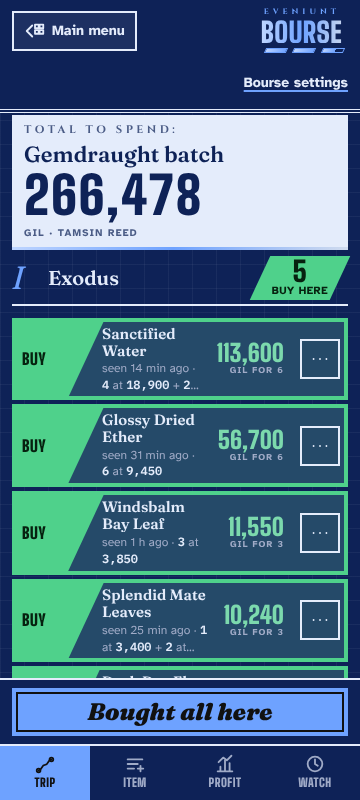 Main menu
EVENIUNT
BOURSE
Bourse settings
TOTAL TO SPEND:
Gemdraught batch
266,478
GIL · TAMSIN REED
I
Exodus
5
BUY HERE
BUY
Sanctified
Water
seen 14 min ago ·
4 at 18,900 + 2...
113,600
GIL FOR 6
...
BUY
Glossy Dried
Ether
seen 31 min ago ·
6 at 9,450
56,700
GIL FOR 6
...
BUY
Windsbalm
Bay Leaf
seen 1 h ago · 3 at
3,850
11,550
GIL FOR 3
...
BUY
Splendid Mate
Leaves
seen 25 min ago · 1
at 3,400 + 2 at...
10,240
GIL FOR 3
...
Bought all here
TRIP
ITEM
PROFIT
WATCH